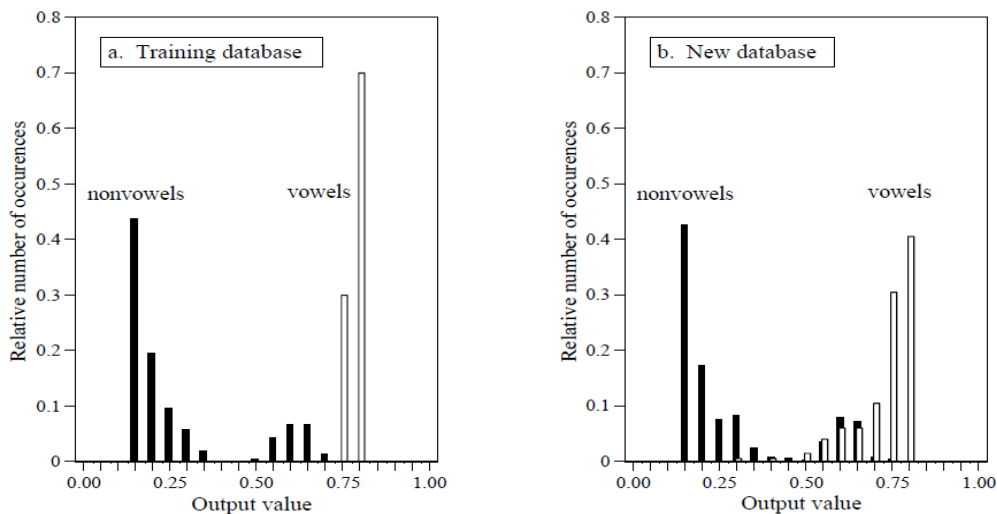 a. Training database
nonvowels
vowels
0.8
0.7
0.6
0.5
0.4
0.3
0.2
0.1
0
Relative number of occurences
0.00
0.25
0.50
0.75
1.00
Output value
b. New database
nonvowels
vowels
0.8
0.7
0.6
0.5
0.4
0.3
0.2
0.1
0
Relative number of occurences
0.00
0.25
0.50
0.75
1.00
Output value